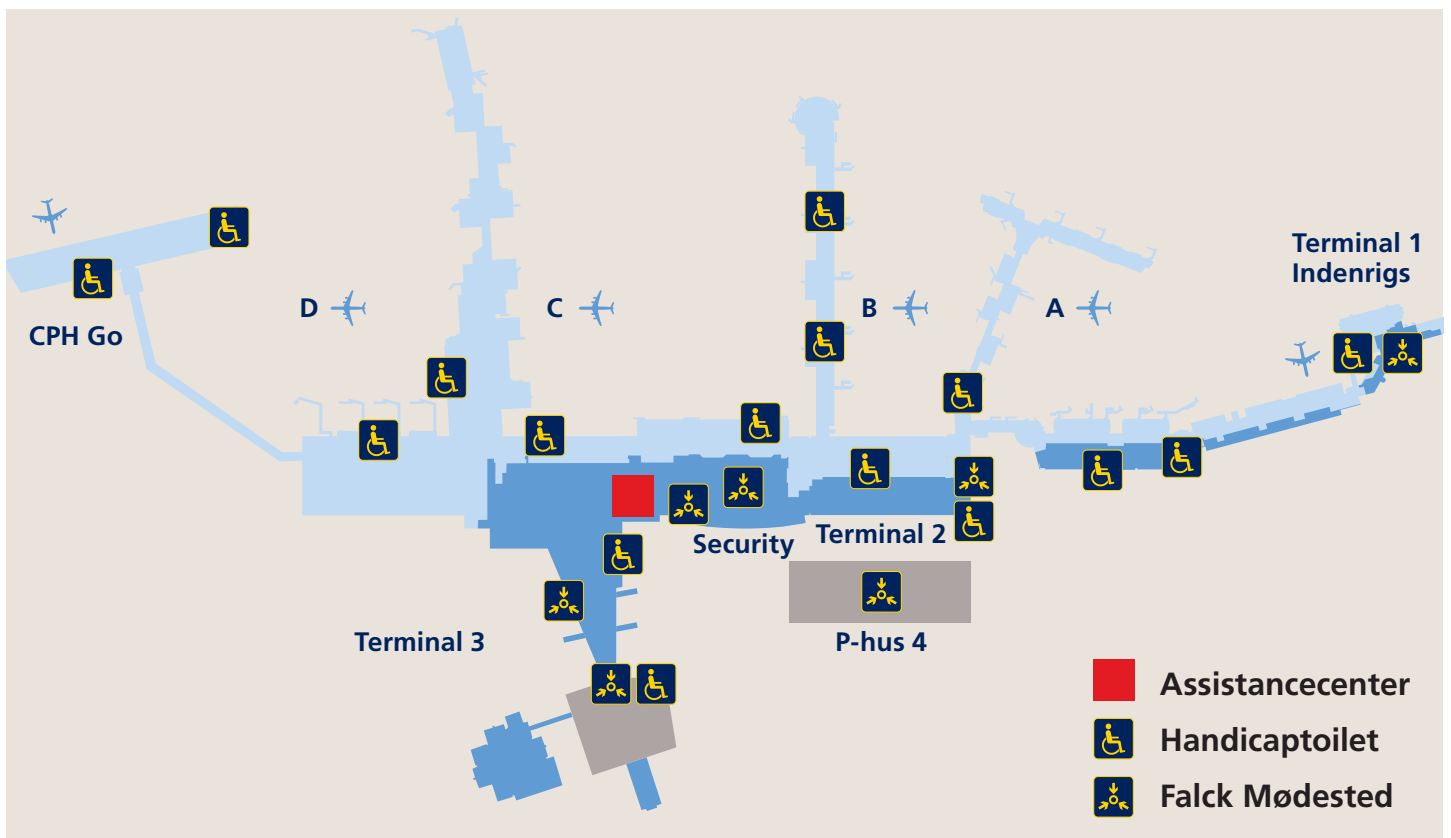 Terminal 1
Indenrigs
D
C
B
A
CPH Go
Security
Terminal 2
Terminal 3
P-hus 4
Assistancecenter
Handicaptoilet
Falck Mødested